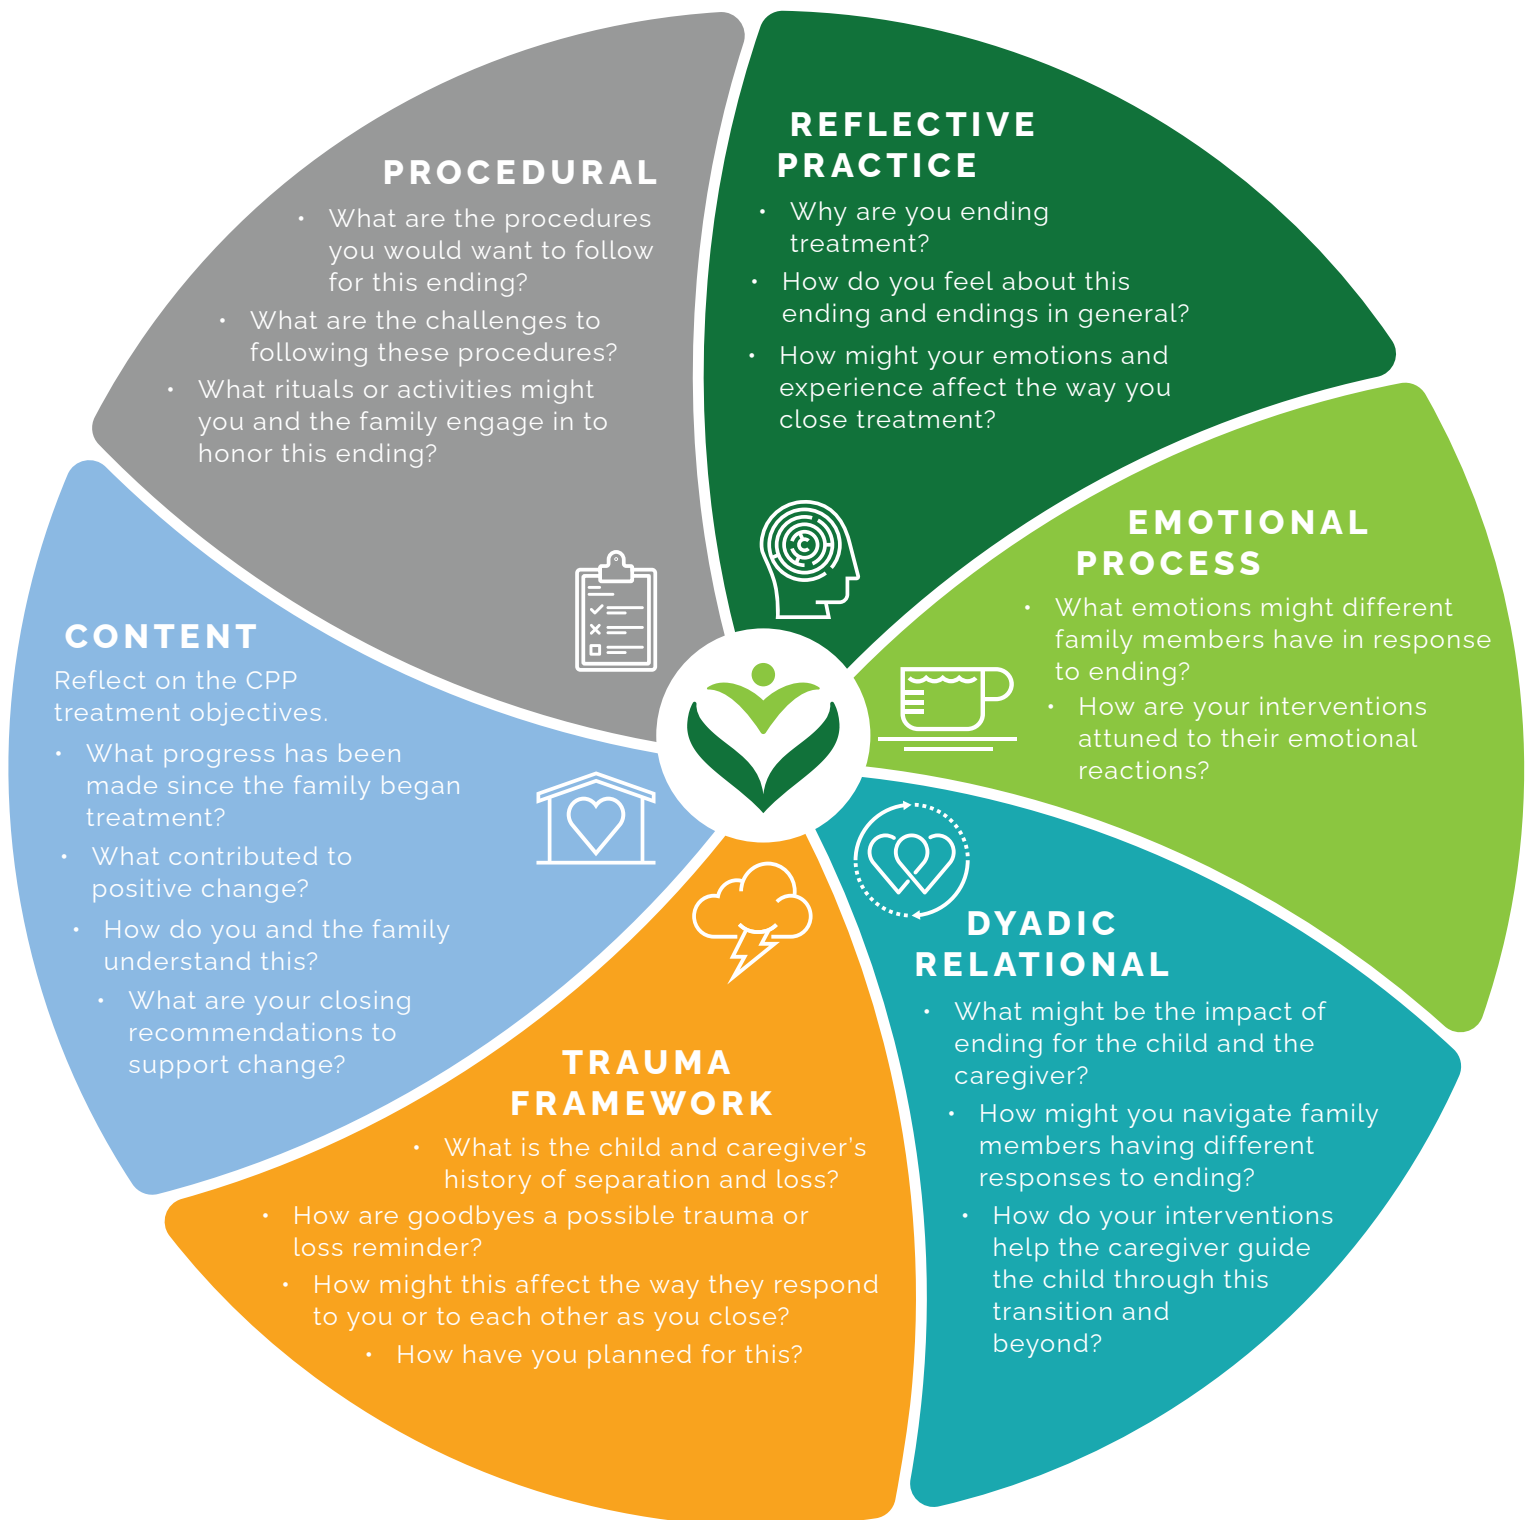 REFLECTIVE
PRACTICE
• Why are you ending
treatment?
• How do you feel about this
ending and endings in general?
• How might your emotions and
experience affect the way you
close treatment?
EMOTIONAL
PROCESS
• What emotions might different
family members have in response
to ending?
• How are your interventions
attuned to their emotional
reactions?
DYADIC
RELATIONAL
• What might be the impact of
ending for the child and the
caregiver?
• How might you navigate family
members having different
responses to ending?
• How do your interventions
help the caregiver guide
the child through this
transition and
beyond?
TRAUMA
FRAMEWORK
• What is the child and caregiver's
history of separation and loss?
• How are goodbyes a possible trauma or
loss reminder?
• How might this affect the way they respond
to you or to each other as you close?
• How have you planned for this?
CONTENT
Reflect on the CPP
treatment objectives.
• What progress has been
made since the family began
treatment?
• What contributed to
positive change?
• How do you and the family
understand this?
• What are your closing
recommendations to
support change?
PROCEDURAL
• What are the procedures
you would want to follow
for this ending?
• What are the challenges to
following these procedures?
• What rituals or activities might
you and the family engage in to
honor this ending?